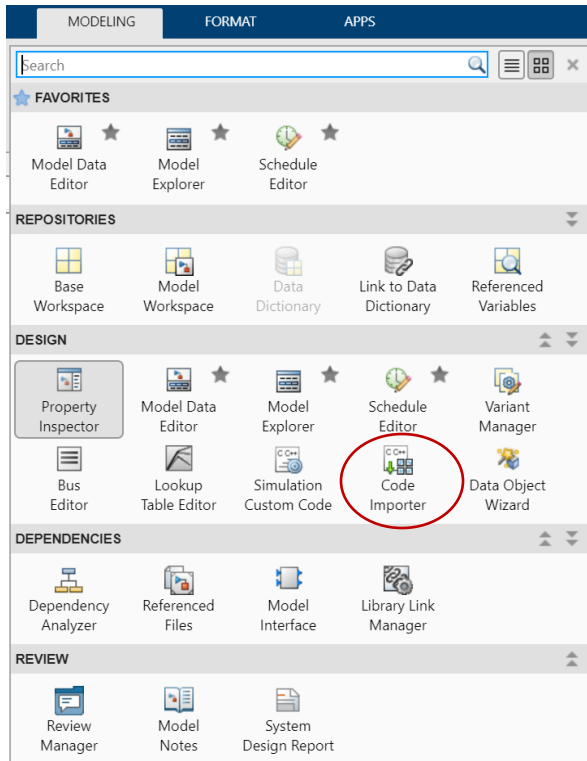 MODELING FORMAT APPS
Search
FAVORITES
Model Data Model Schedule
Editor Explorer Editor
REPOSITORIES
Base Model Data Link to Data Referenced
Workspace Workspace Dictionary Dictionary Variables
DESIGN
Property Model Data Model Schedule Variant
Inspector Editor Explorer Editor Manager
C C++ C C++
Bus Lookup Simulation Code Data Object
Editor Table Editor Custom Code Importer Wizard
DEPENDENCIES
Dependency Referenced Model Library Link
Analyzer Files Interface Manager
REVIEW
Review Model System
Manager Notes Design Report